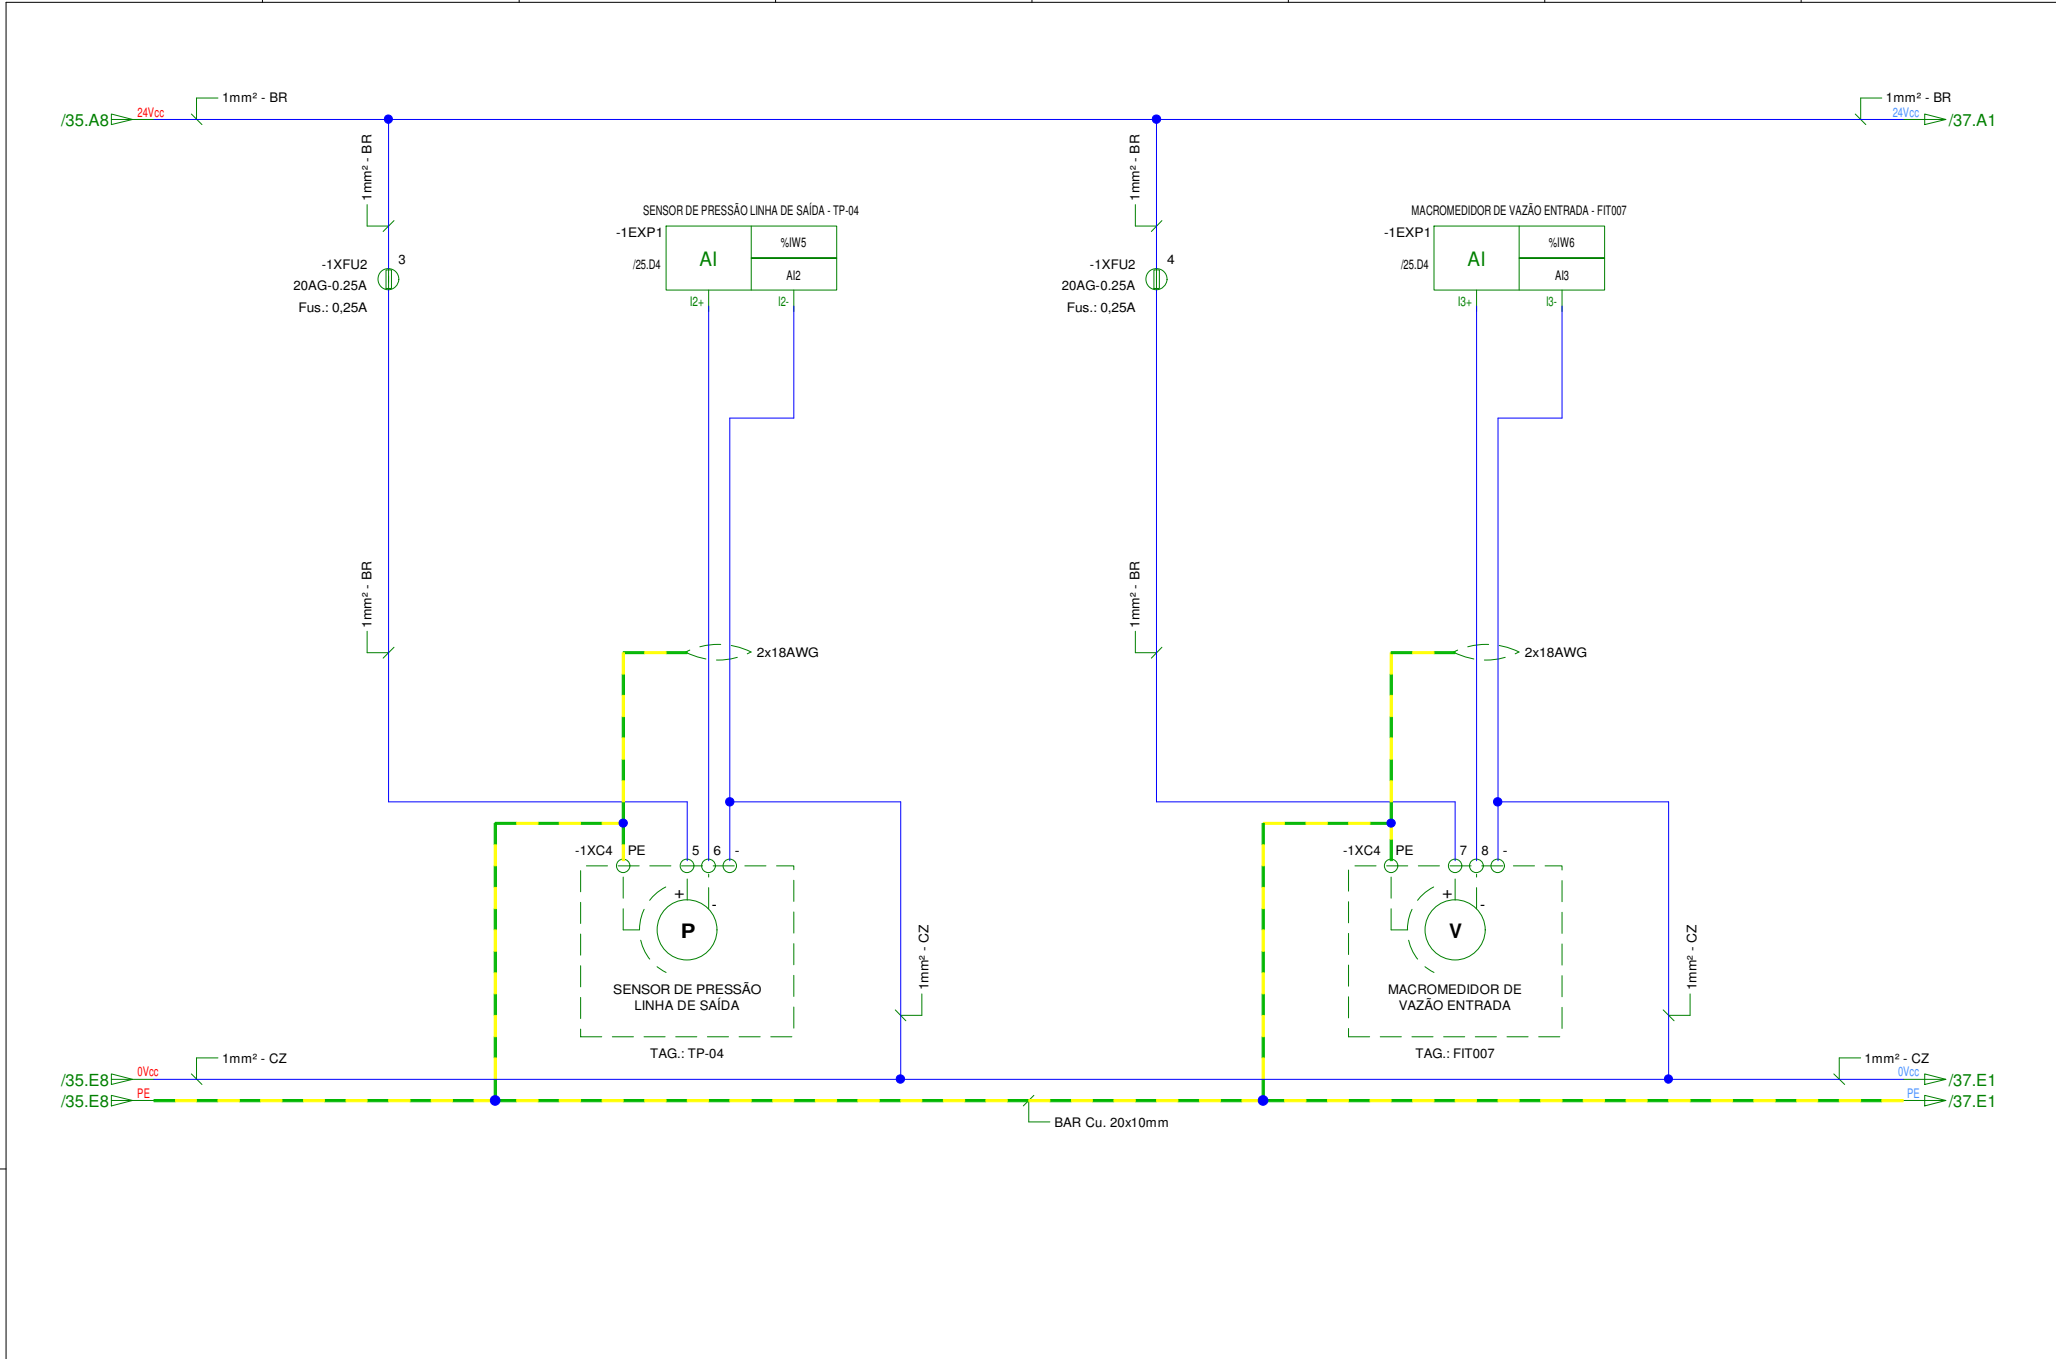 1mm² - BR
1mm² - BR
/35.A8
24Vcc
24Vcc
/37.A1
1mm² - BR
1mm² - BR
SENSOR DE PRESSÃO LINHA DE SAÍDA - TP-04
MACROMEDIDOR DE VAZÃO ENTRADA - FIT007
-1EXP1
AI
%IW5
/25.D4
AI2
I2+
I2-
-1EXP1
AI
%IW6
/25.D4
AI3
I3+
I3-
-1XFU2
3
20AG-0.25A
Fus.: 0,25A
-1XFU2
4
20AG-0.25A
Fus.: 0,25A
1mm² - BR
1mm² - BR
2x18AWG
2x18AWG
-1XC4
PE
5
6
-
-1XC4
PE
7
8
-
+
-
P
+
-
V
SENSOR DE PRESSÃO
LINHA DE SAÍDA
MACROMEDIDOR DE
VAZÃO ENTRADA
1mm² - CZ
1mm² - CZ
TAG.: TP-04
TAG.: FIT007
1mm² - CZ
1mm² - CZ
/35.E8
0Vcc
0Vcc
/37.E1
/35.E8
PE
PE
/37.E1
BAR Cu. 20x10mm